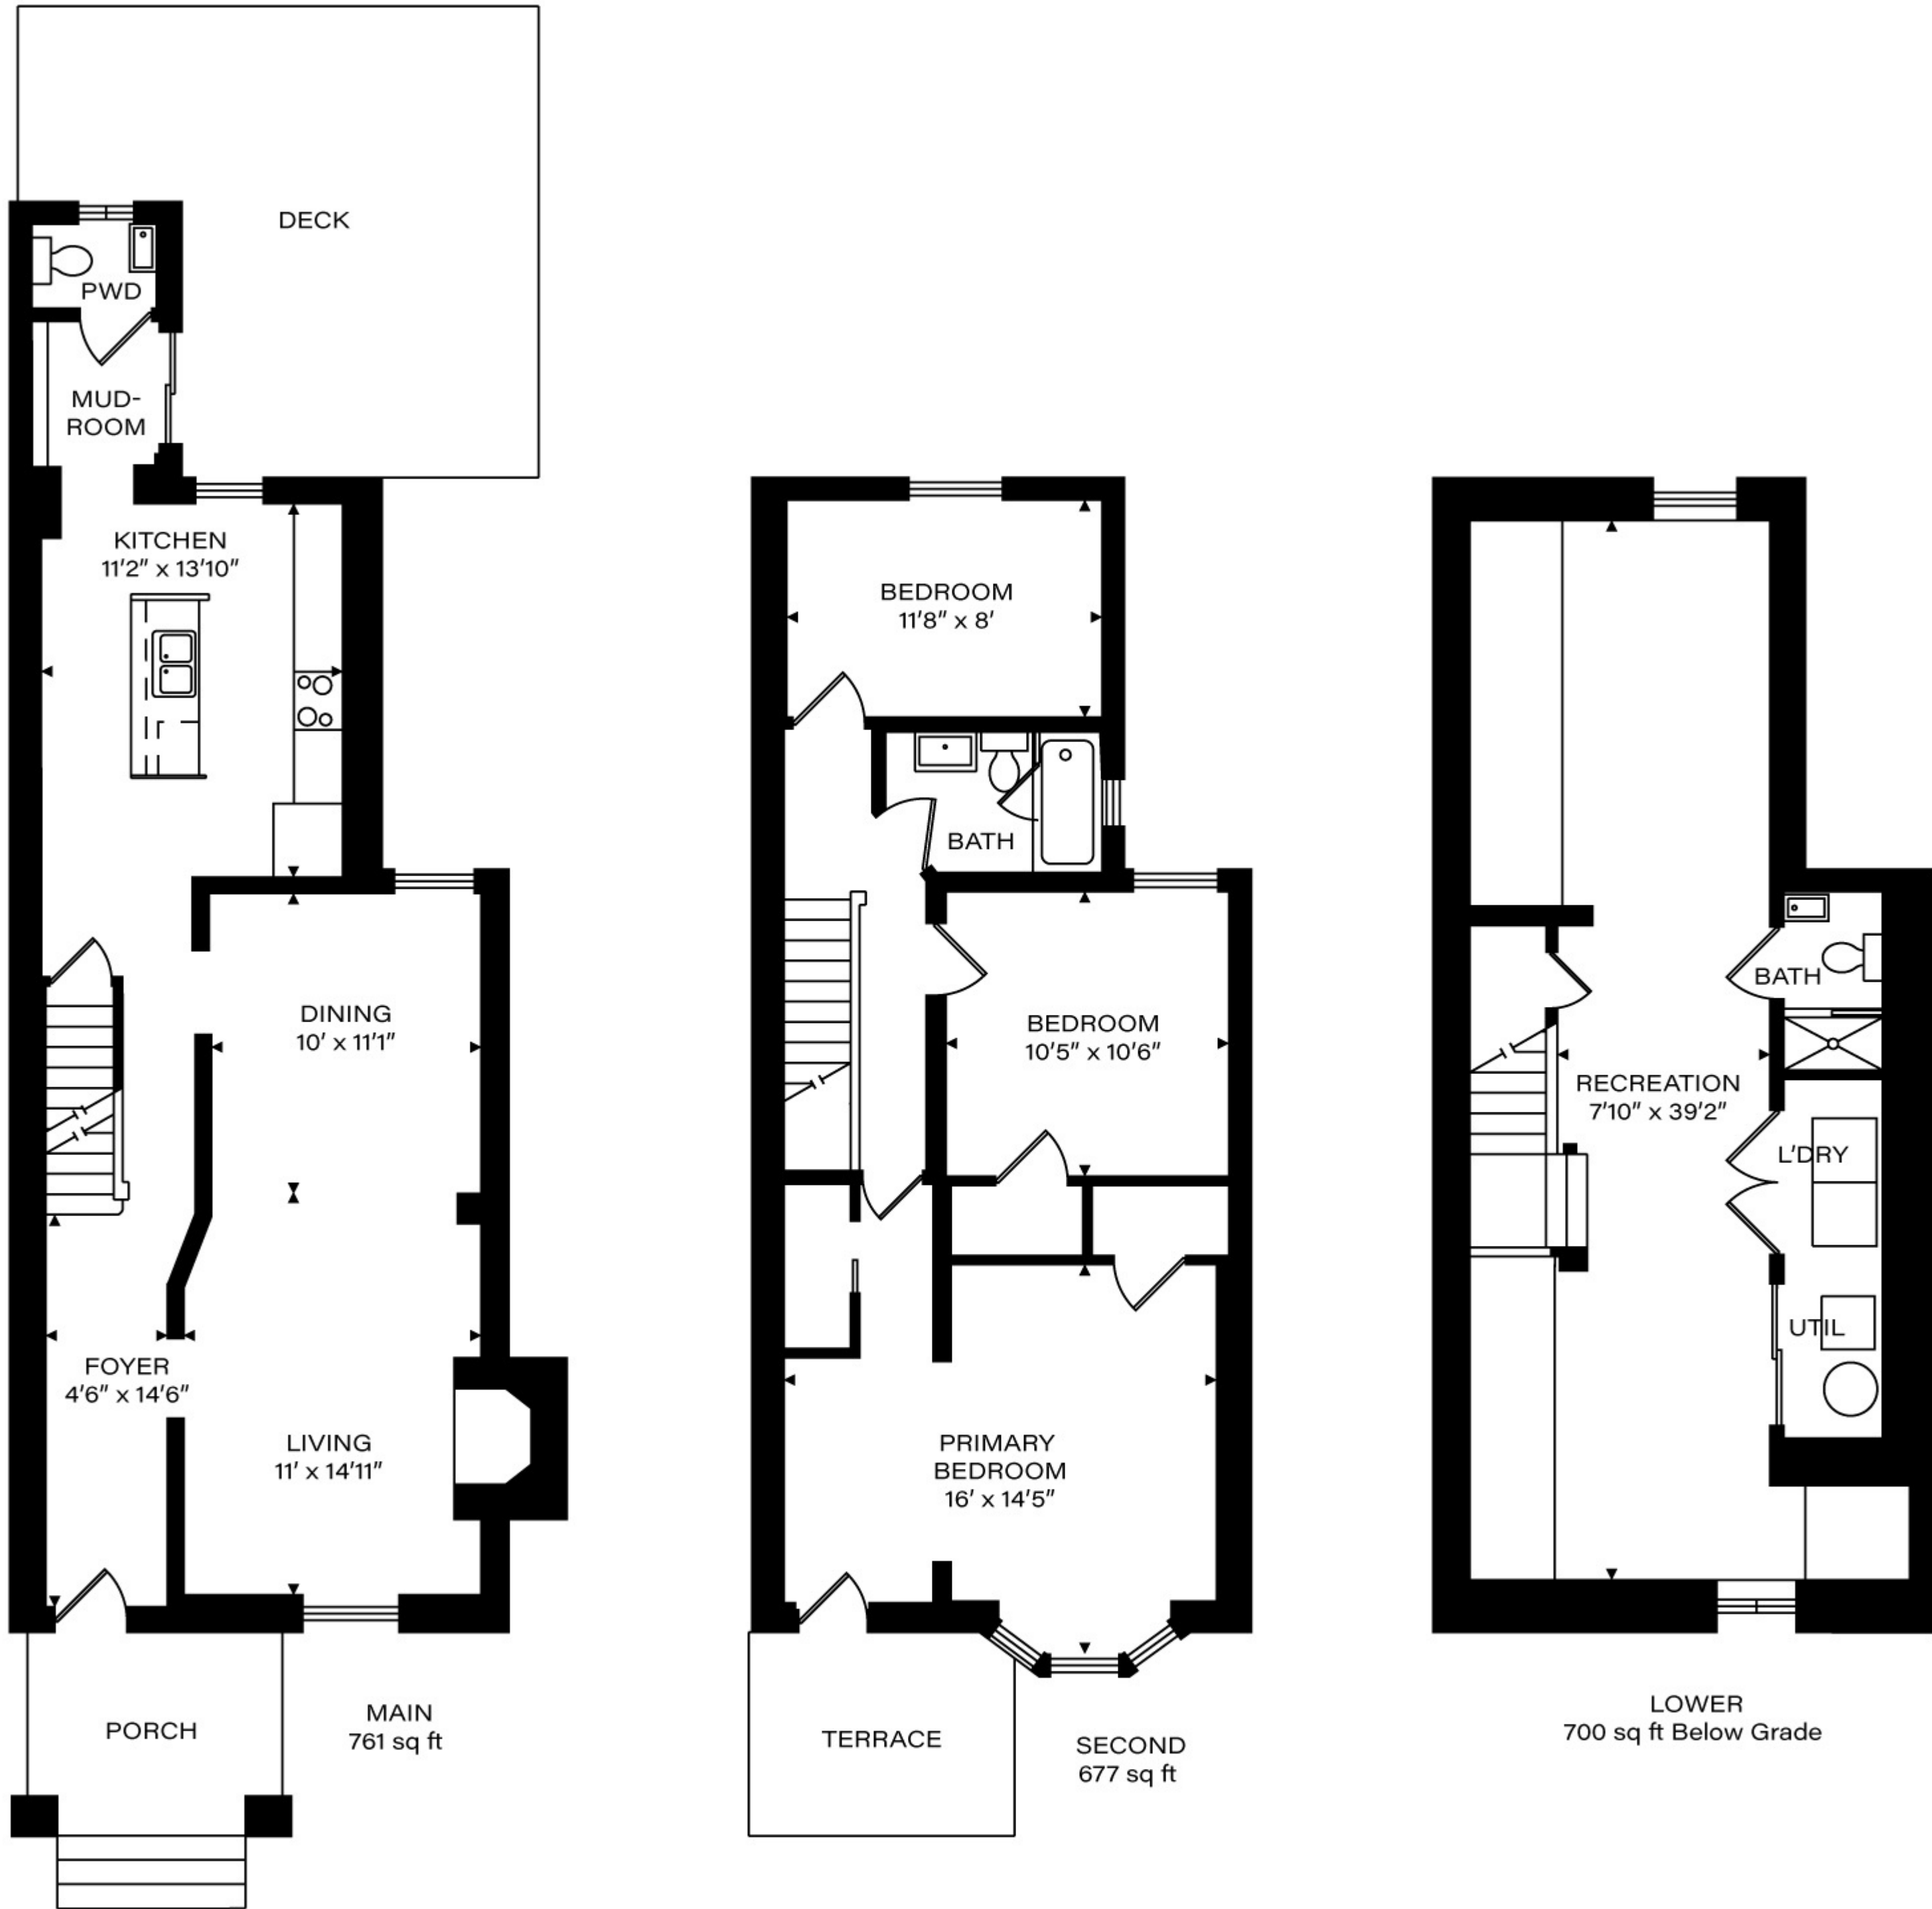 DECK
PWD
MUD-
ROOM
KITCHEN
11'2" x 13'10"
DINING
10' x 11'1"
FOYER
4'6" x 14'6"
LIVING
11' x 14'11"
PORCH
MAIN
761 sq ft
BEDROOM
11'8" x 8'
BATH
BEDROOM
10'5" x 10'6"
PRIMARY
BEDROOM
16' x 14'5"
TERRACE
SECOND
677 sq ft
BATH
RECREATION
7'10" x 39'2"
L'DRY
UTIL
LOWER
700 sq ft Below Grade